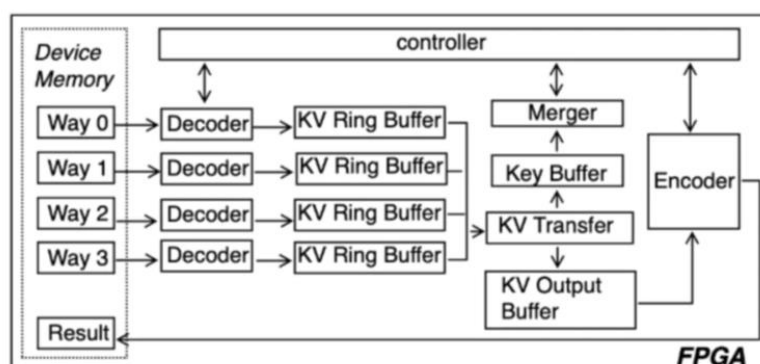 Device
Memory
controller
Way 0
Decoder
KV Ring Buffer
Merger
Way 1
Decoder
KV Ring Buffer
Key Buffer
Encoder
Way 2
Decoder
KV Ring Buffer
KV Transfer
Way 3
Decoder
KV Ring Buffer
KV Output
Buffer
Result
FPGA